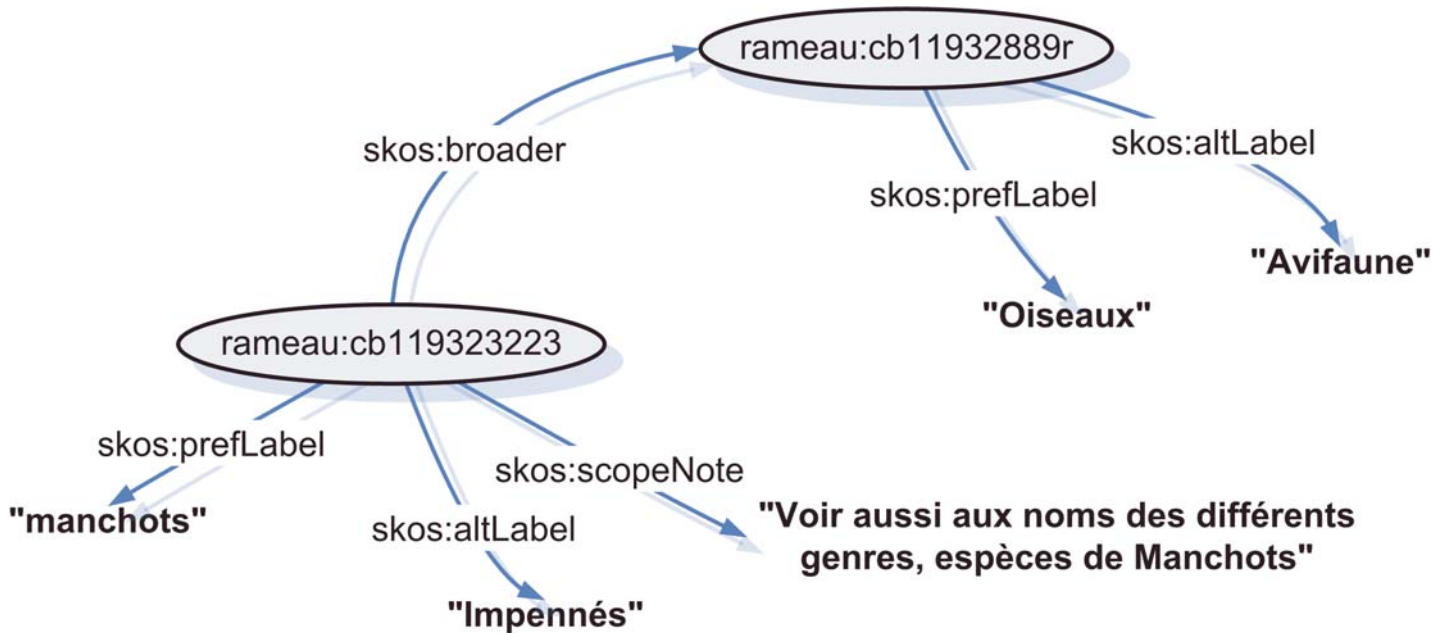 rameau:cb11932889r
skos:broader
skos:altLabel
skos:prefLabel
"Avifaune"
"Oiseaux"
rameau:cb119323223
skos:prefLabel
skos:scopeNote
"manchots"
skos:altLabel
"Voir aussi aux noms des différents
genres, espèces de Manchots"
"Impennés"